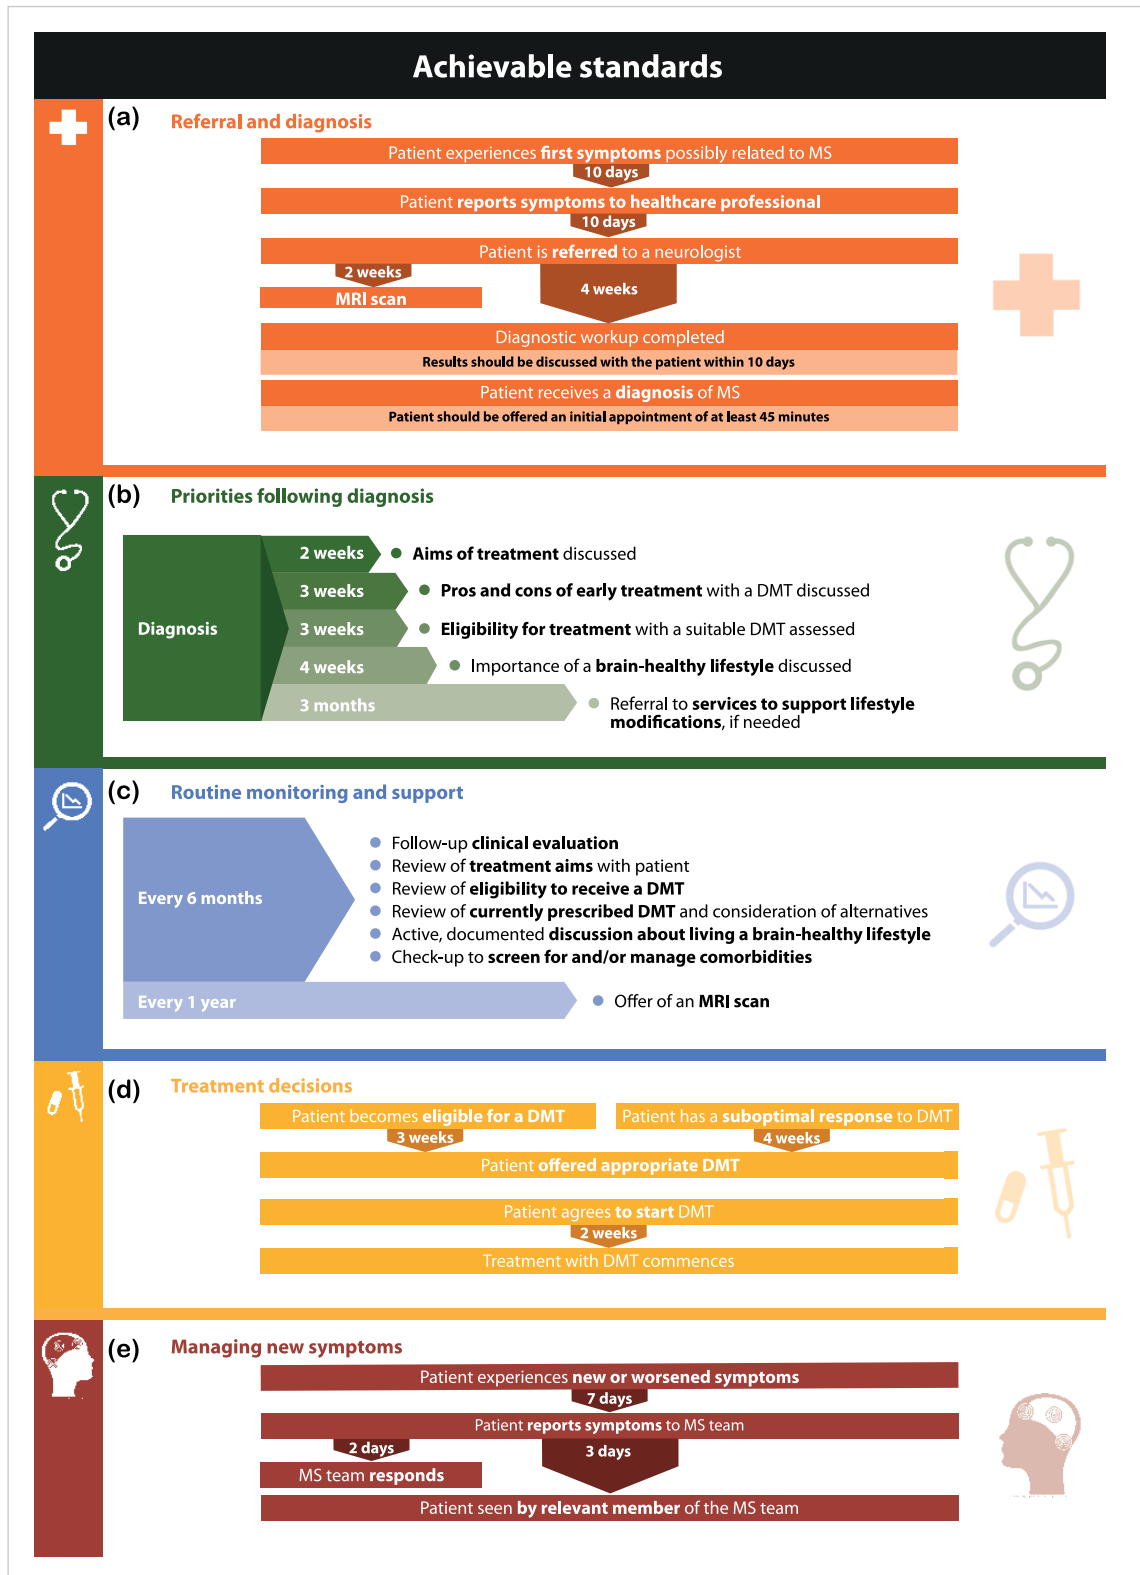 Achievable standards
(a)
Referral and diagnosis
Patient experiences first symptoms possibly related to MS
10 days
Patient reports symptoms to healthcare professional
10 days
Patient is referred to a neurologist
2 weeks
4 weeks
MRI scan
Diagnostic workup completed
Results should be discussed with the patient within 10 days
Patient receives a diagnosis of MS
Patient should be offered an initial appointment of at least 45 minutes
(b)
Priorities following diagnosis
Diagnosis
2 weeks
Aims of treatment discussed
3 weeks
Pros and cons of early treatment with a DMT discussed
3 weeks
Eligibility for treatment with a suitable DMT assessed
4 weeks
Importance of a brain-healthy lifestyle discussed
3 months
Referral to services to support lifestyle
modifications, if needed
(c)
Routine monitoring and support
Every 6 months
Follow-up clinical evaluation
Review of treatment aims with patient
Review of eligibility to receive a DMT
Review of currently prescribed DMT and consideration of alternatives
Active, documented discussion about living a brain-healthy lifestyle
Check-up to screen for and/or manage comorbidities
Every 1 year
Offer of an MRI scan
(d)
Treatment decisions
Patient becomes eligible for a DMT
Patient has a suboptimal response to DMT
3 weeks
4 weeks
Patient offered appropriate DMT
Patient agrees to start DMT
2 weeks
Treatment with DMT commences
(e)
Managing new symptoms
Patient experiences new or worsened symptoms
7 days
Patient reports symptoms to MS team
2 days
3 days
MS team responds
Patient seen by relevant member of the MS team